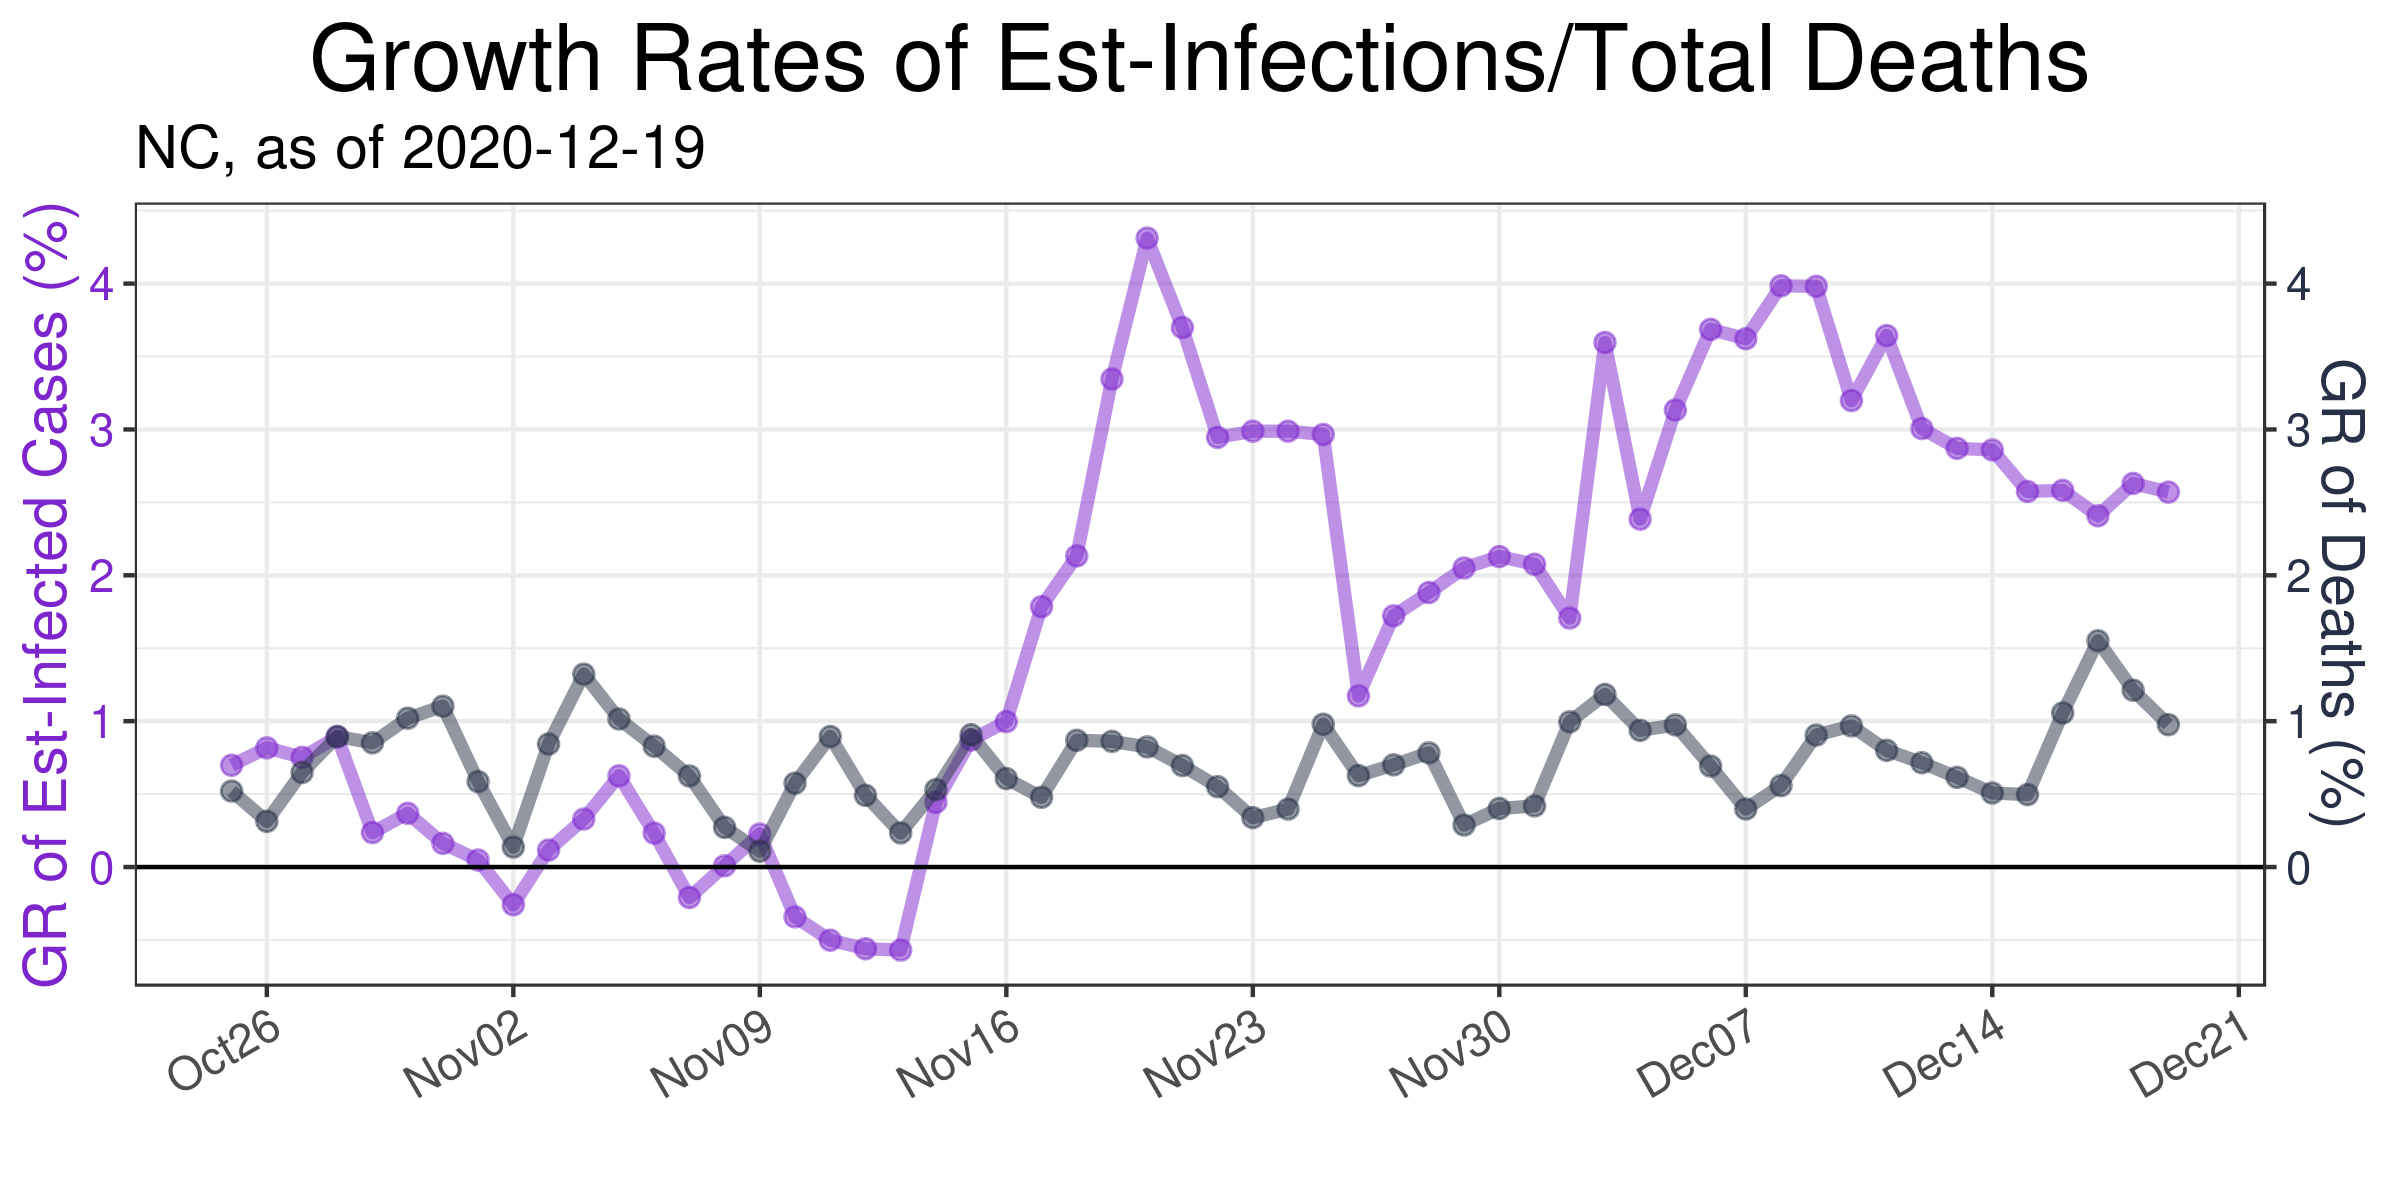 Growth Rates of Est-Infections/Total Deaths
NC, as of 2020-12-19
GR of Est-Infected Cases (%)
4
3
2
1
0
4
3
2
1
0
GR of Deaths (%)
Oct26
Nov02
Nov09
Nov16
Nov23
Nov30
Dec07
Dec14
Dec21